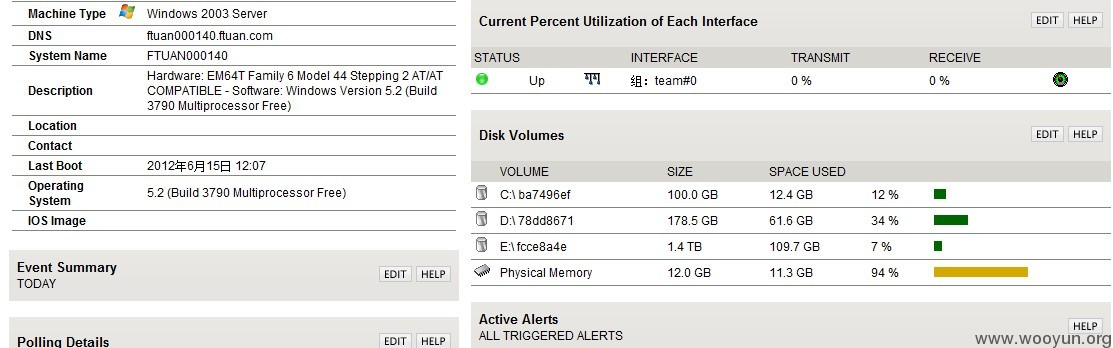 Machine Type Windows 2003 Server
DNS ftuan000140.ftuan.com
System Name FTUAN000140
Description Hardware: EM64T Family 6 Model 44 Stepping 2 AT/AT
COMPATIBLE - Software: Windows Version 5.2 (Build
3790 Multiprocessor Free)
Location
Contact
Last Boot 2012年6月15日 12:07
Operating
System 5.2 (Build 3790 Multiprocessor Free)
IOS Image
Event Summary EDIT HELP
TODAY
Polling Details EDIT HELP
Current Percent Utilization of Each Interface EDIT HELP
STATUS INTERFACE TRANSMIT RECEIVE
Up 组：team#0 0 % 0 %
Disk Volumes EDIT HELP
VOLUME SIZE SPACE USED
C:\ ba7496ef 100.0 GB 12.4 GB 12 %
D:\ 78dd8671 178.5 GB 61.6 GB 34 %
E:\ fcce8a4e 1.4 TB 109.7 GB 7 %
Physical Memory 12.0 GB 11.3 GB 94 %
Active Alerts HELP
ALL TRIGGERED ALERTS
www.wooyun.org